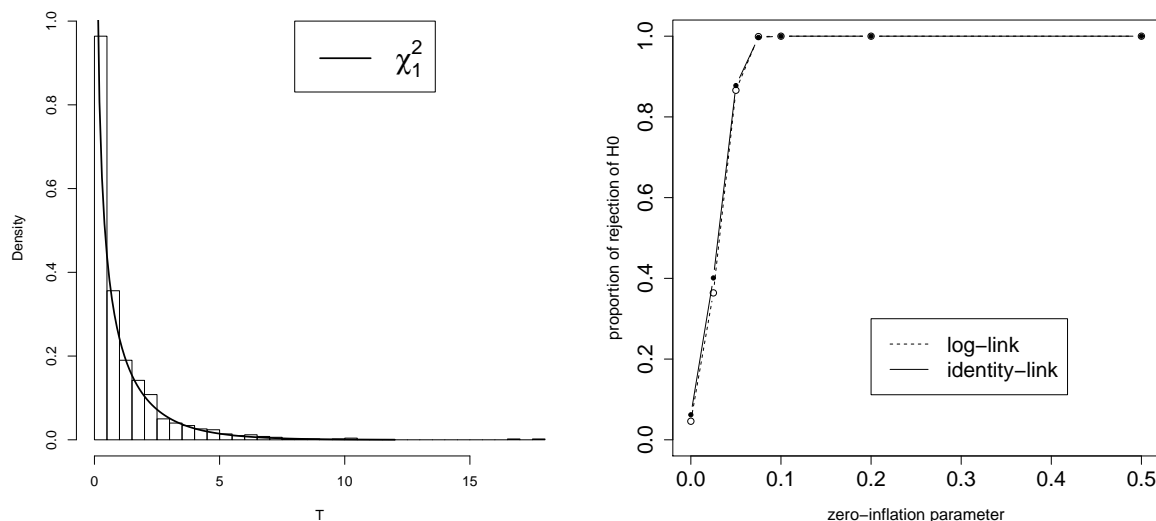 χ²₁
Density
0.0
0.2
0.4
0.6
0.8
1.0
0 5 10 15
T
proportion of rejection of H0
0.0
0.2
0.4
0.6
0.8
1.0
log−link
identity−link
0.0 0.1 0.2 0.3 0.4 0.5
zero−inflation parameter